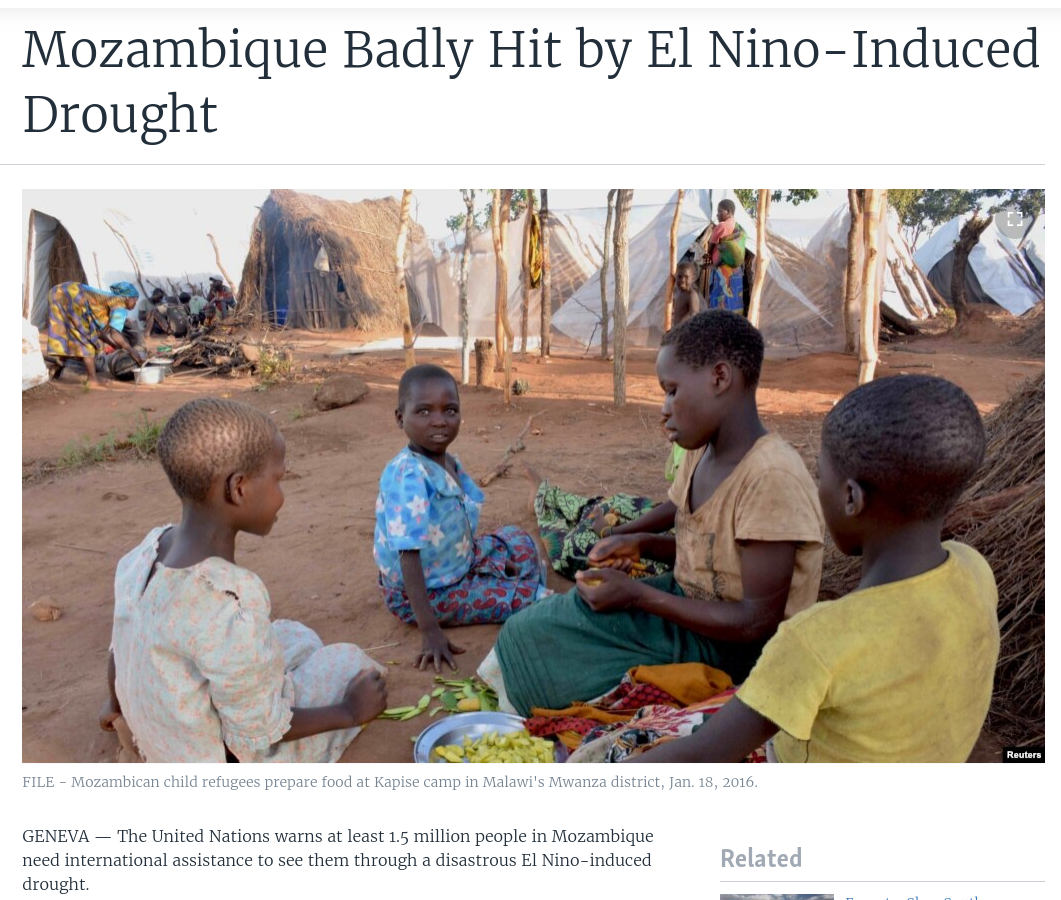 Mozambique Badly Hit by El Nino-Induced
Drought
Reuters
FILE - Mozambican child refugees prepare food at Kapise camp in Malawi's Mwanza district, Jan. 18, 2016.
GENEVA — The United Nations warns at least 1.5 million people in Mozambique
need international assistance to see them through a disastrous El Nino-induced
drought.
Related